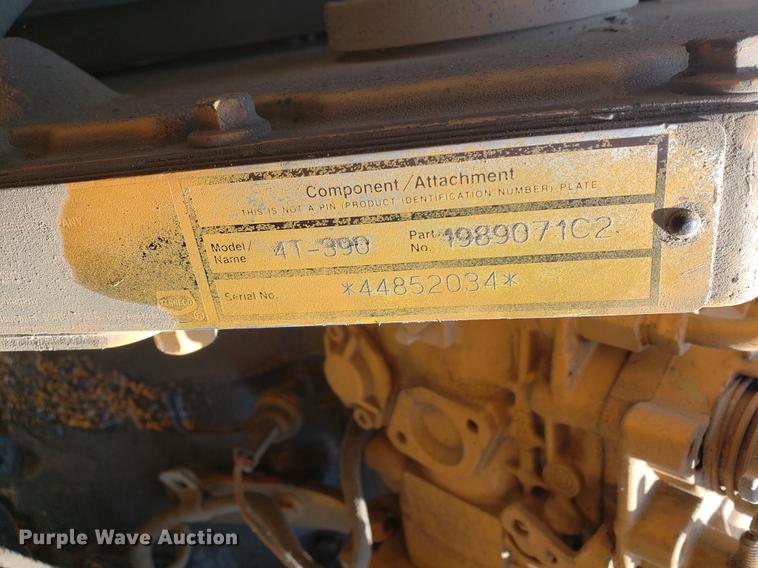 Component/Attachment
THIS IS NOT A PIN (PRODUCT IDENTIFICATION NUMBER) PLATE
Model/Name 4T-390 Part No. 1989071C2
Serial No. *44852034*
TENNECO
Purple Wave Auction